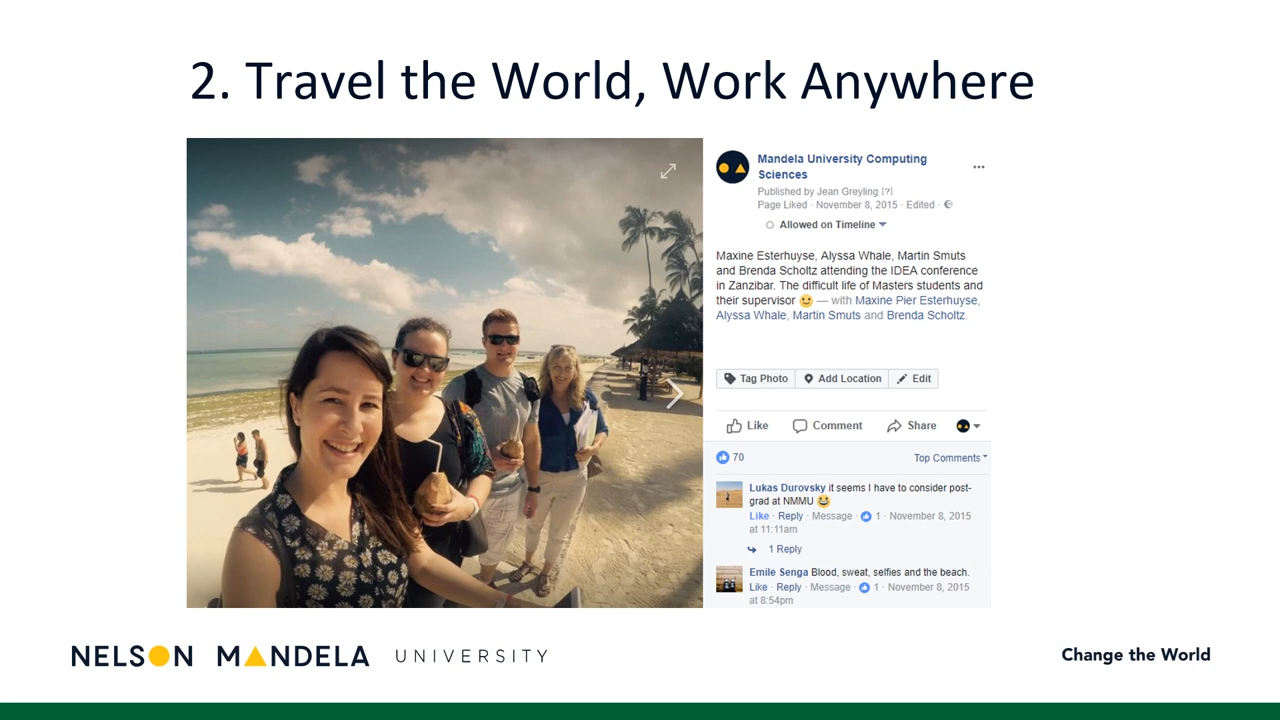 2. Travel the World, Work Anywhere
Mandela University Computing
Sciences
Published by Jean Greyling [?]
Page Liked · November 8, 2015 · Edited ·
Allowed on Timeline
Maxine Esterhuyse, Alyssa Whale, Martin Smuts
and Brenda Scholtz attending the IDEA conference
in Zanzibar. The difficult life of Masters students and
their supervisor 😀 — with Maxine Pier Esterhuyse,
Alyssa Whale, Martin Smuts and Brenda Scholtz.
Tag Photo Add Location Edit
Like Comment Share
70 Top Comments
Lukas Durovsky it seems I have to consider post-
grad at NMMU 😂
Like · Reply · Message · 1 · November 8, 2015
at 11:11am
1 Reply
Emile Senga Blood, sweat, selfies and the beach.
Like · Reply · Message · 1 · November 8, 2015
at 8:54pm
NELSON MANDELA UNIVERSITY
Change the World